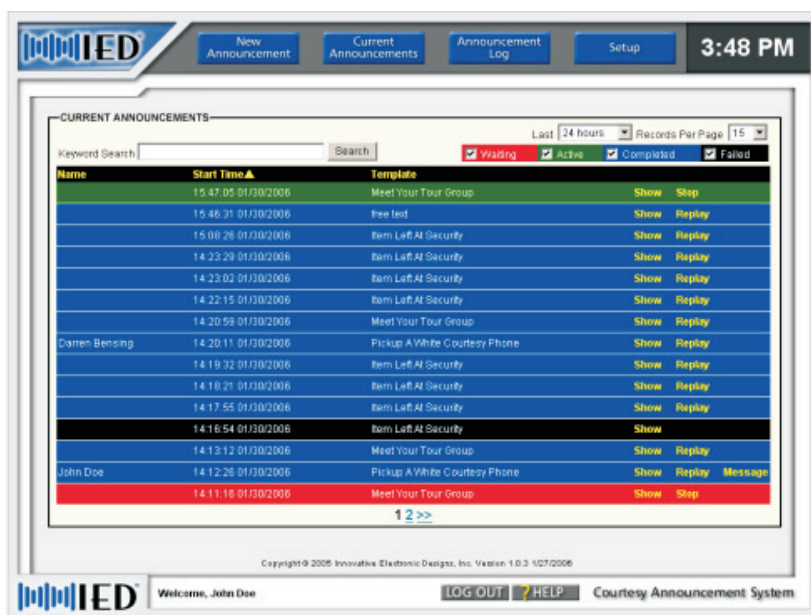 IED New Announcement Current Announcements Announcement Log Setup 3:48 PM
CURRENT ANNOUNCEMENTS
Last 24 hours Records Per Page 15
Keyword Search Search Waiting Active Completed Failed
Name Start Time▲ Template
15:47:05 01/30/2006 Meet Your Tour Group Show Stop
15:46:31 01/30/2006 free text Show Replay
15:08:26 01/30/2006 Item Left At Security Show Replay
14:23:29 01/30/2006 Item Left At Security Show Replay
14:23:02 01/30/2006 Item Left At Security Show Replay
14:22:15 01/30/2006 Item Left At Security Show Replay
14:20:59 01/30/2006 Meet Your Tour Group Show Replay
Darren Bensing 14:20:11 01/30/2006 Pickup A White Courtesy Phone Show Replay
14:19:32 01/30/2006 Item Left At Security Show Replay
14:18:21 01/30/2006 Item Left At Security Show Replay
14:17:55 01/30/2006 Item Left At Security Show Replay
14:16:54 01/30/2006 Item Left At Security Show
14:13:12 01/30/2006 Meet Your Tour Group Show Replay
John Doe 14:12:26 01/30/2006 Pickup A White Courtesy Phone Show Replay Message
14:11:16 01/30/2006 Meet Your Tour Group Show Stop
1 2 >>
Copyright © 2005 Innovative Electronic Designs, Inc. Version 1.0.3 1/27/2006
IED Welcome, John Doe LOG OUT ? HELP Courtesy Announcement System